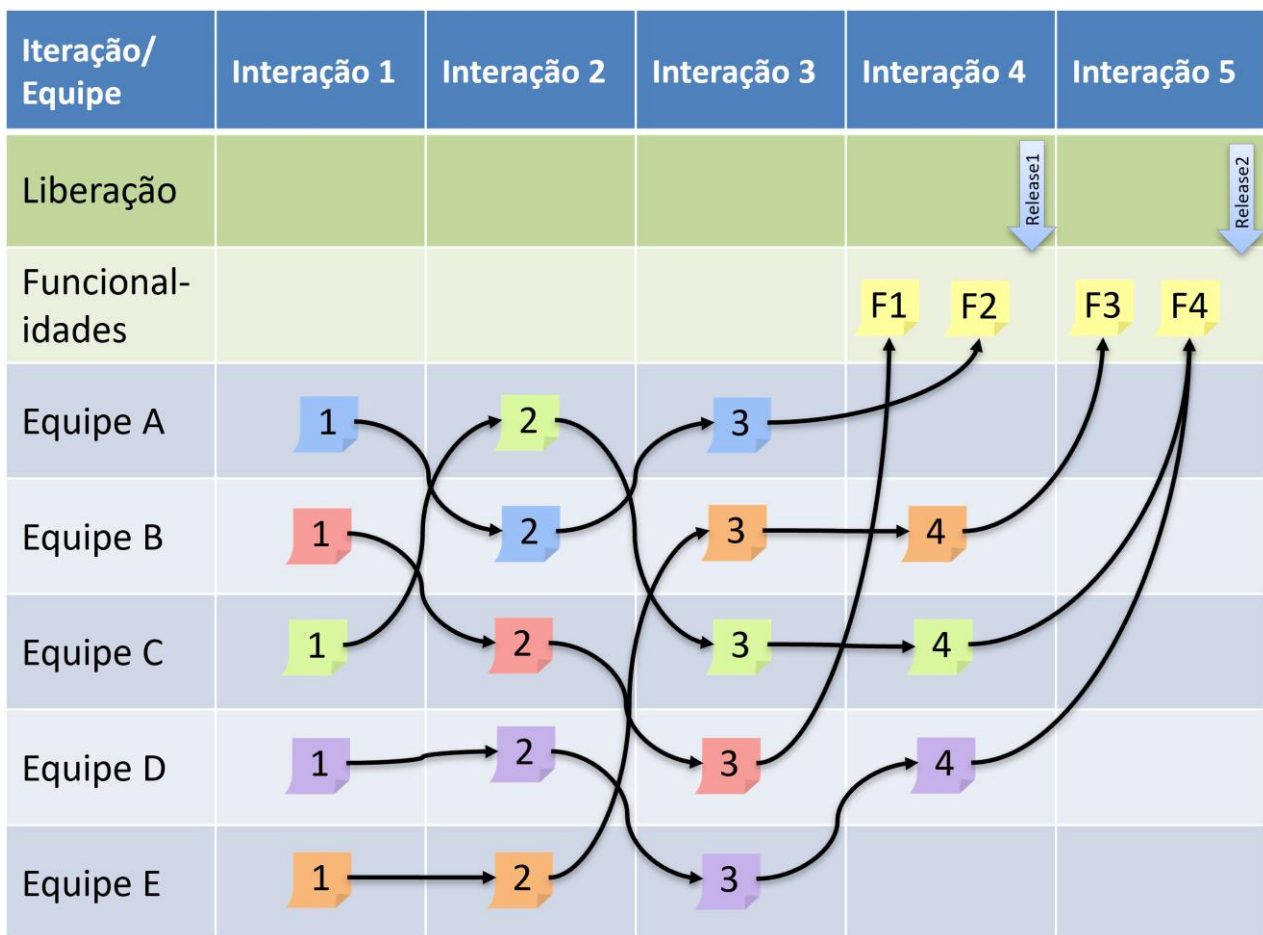 Iteração/
Equipe
Interação 1
Interação 2
Interação 3
Interação 4
Interação 5
Liberação
Release1
Release2
Funcional-
idades
F1
F2
F3
F4
Equipe A
1
2
3
Equipe B
1
2
3
4
Equipe C
1
2
3
4
Equipe D
1
2
3
4
Equipe E
1
2
3